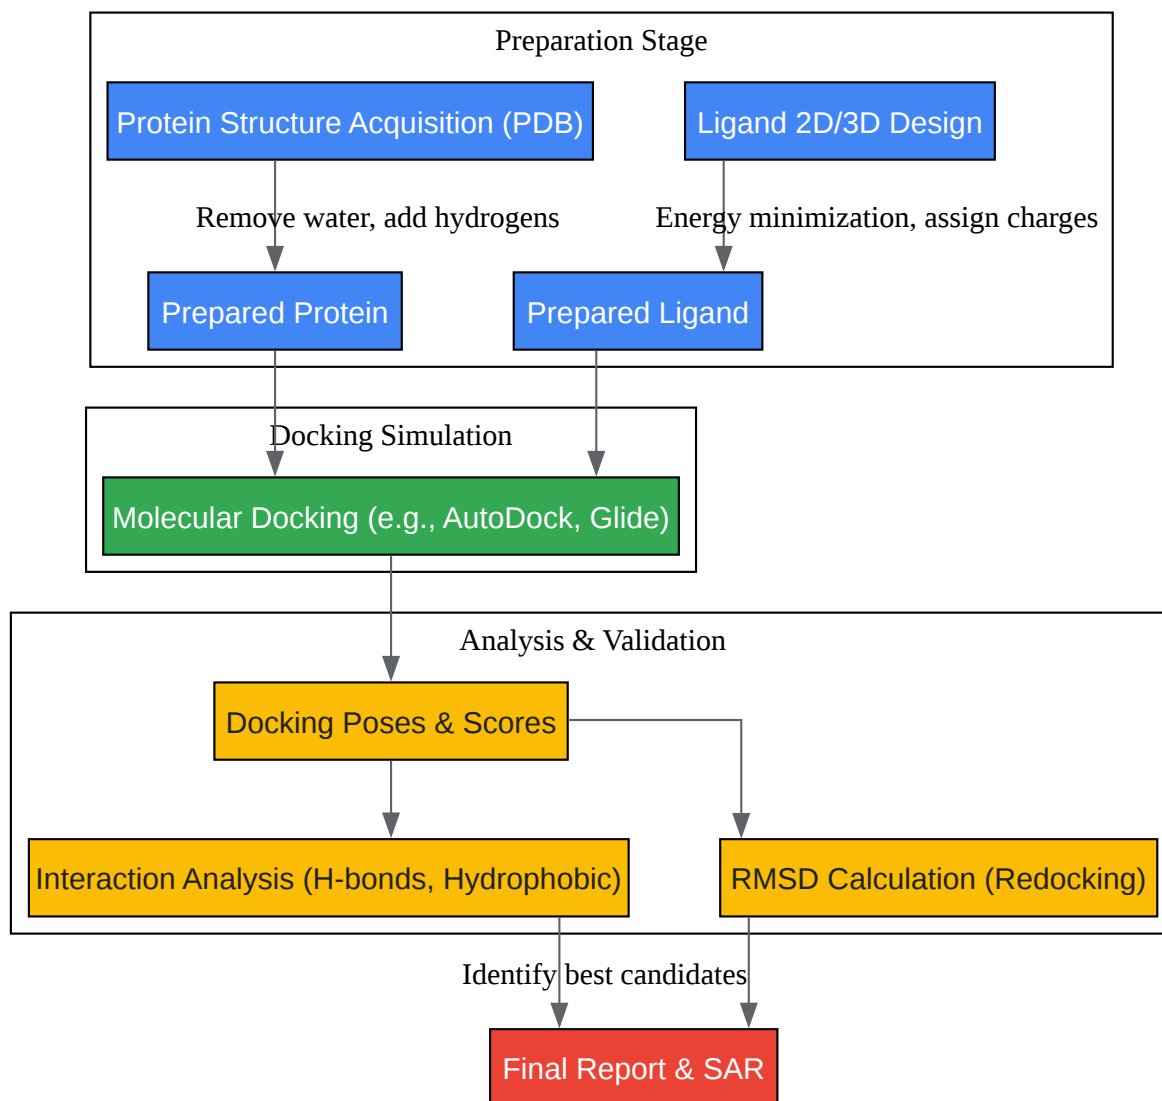 Preparation Stage
Protein Structure Acquisition (PDB)
Ligand 2D/3D Design
Remove water, add hydrogens
Energy minimization, assign charges
Prepared Protein
Prepared Ligand
Docking Simulation
Molecular Docking (e.g., AutoDock, Glide)
Analysis & Validation
Docking Poses & Scores
Interaction Analysis (H-bonds, Hydrophobic)
RMSD Calculation (Redocking)
Identify best candidates
Final Report & SAR